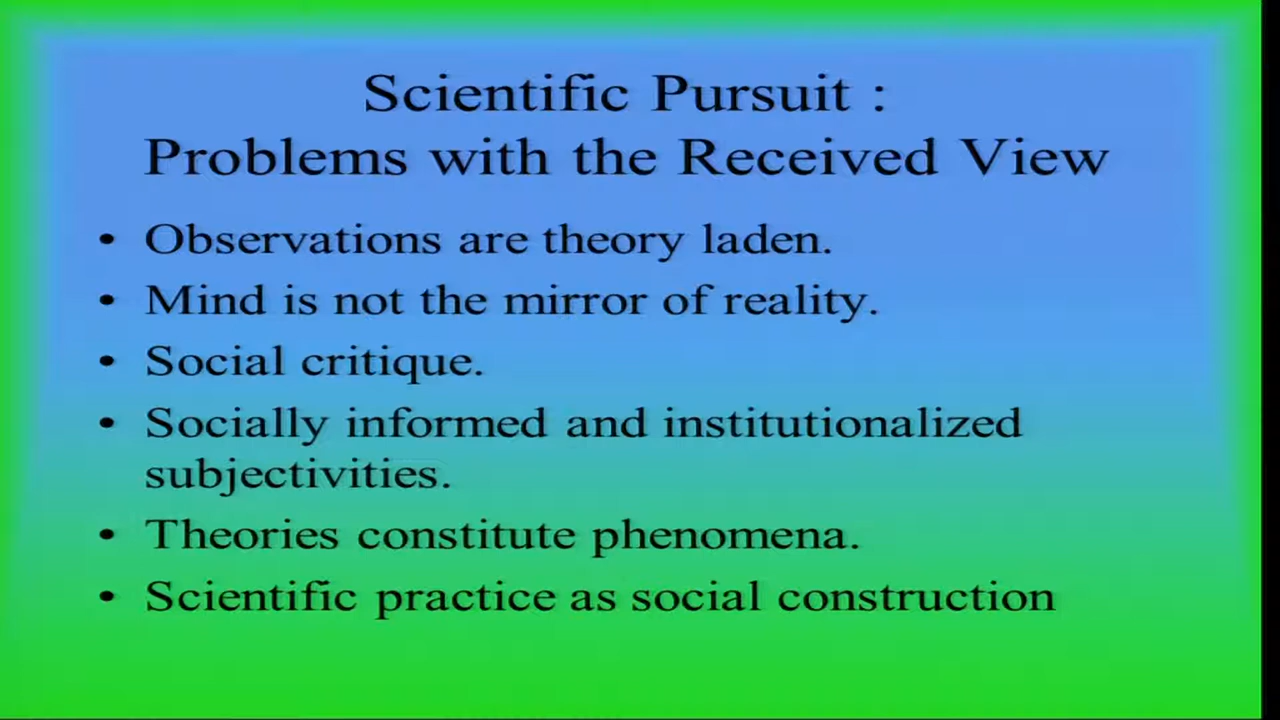 Scientific Pursuit :
Problems with the Received View
• Observations are theory laden.
• Mind is not the mirror of reality.
• Social critique.
• Socially informed and institutionalized
subjectivities.
• Theories constitute phenomena.
• Scientific practice as social construction